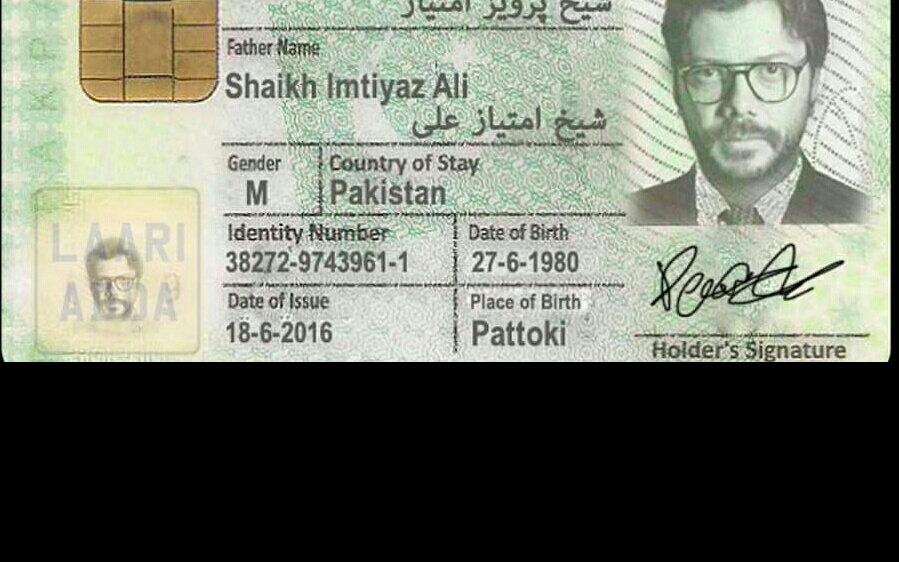 شیخ پرویز امتیاز
Father Name
Shaikh Imtiyaz Ali
شیخ امتیاز علی
Gender
Country of Stay
M
Pakistan
LAARI
Identity Number
Date of Birth
38272-9743961-1
27-6-1980
Date of Issue
Place of Birth
18-6-2016
Pattoki
Holder's Signature